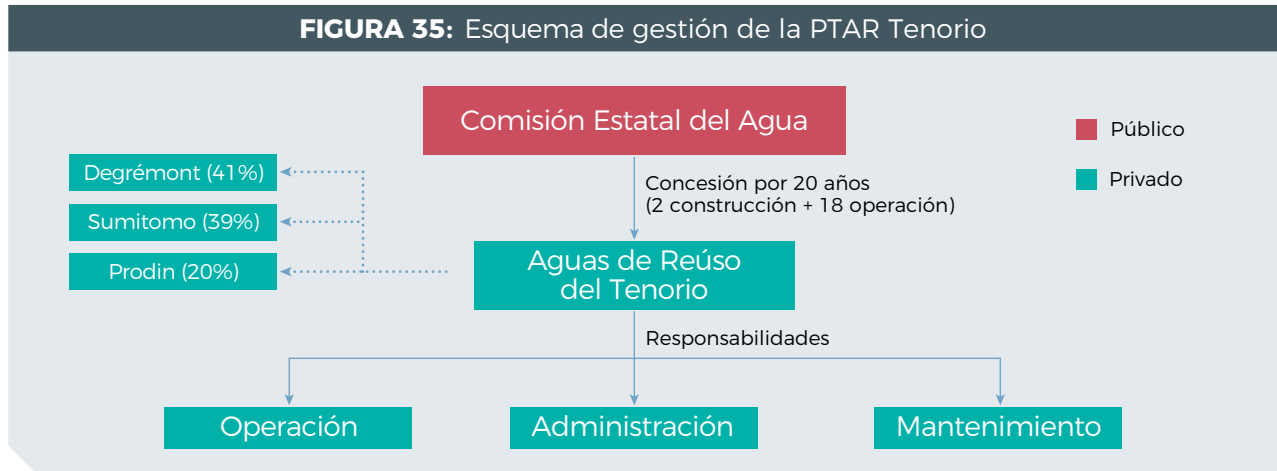 FIGURA 35: Esquema de gestión de la PTAR Tenorio
Comisión Estatal del Agua
Público
Privado
Degrémont (41%)
Sumitomo (39%)
Prodin (20%)
Concesión por 20 años
(2 construcción + 18 operación)
Aguas de Reúso
del Tenorio
Responsabilidades
Operación
Administración
Mantenimiento